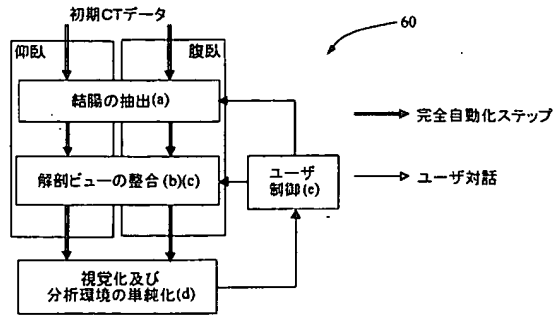 初期CTデータ
60
仰臥
腹臥
結腸の抽出(a)
完全自動化ステップ
解剖ビューの整合(b)(c)
ユーザ
制御(e)
ユーザ対話
視覚化及び
分析環境の単純化(d)